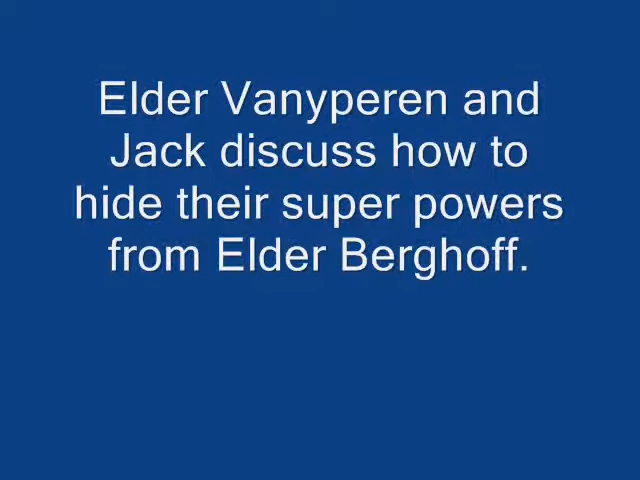 Elder Vanyperen and
Jack discuss how to
hide their super powers
from Elder Berghoff.